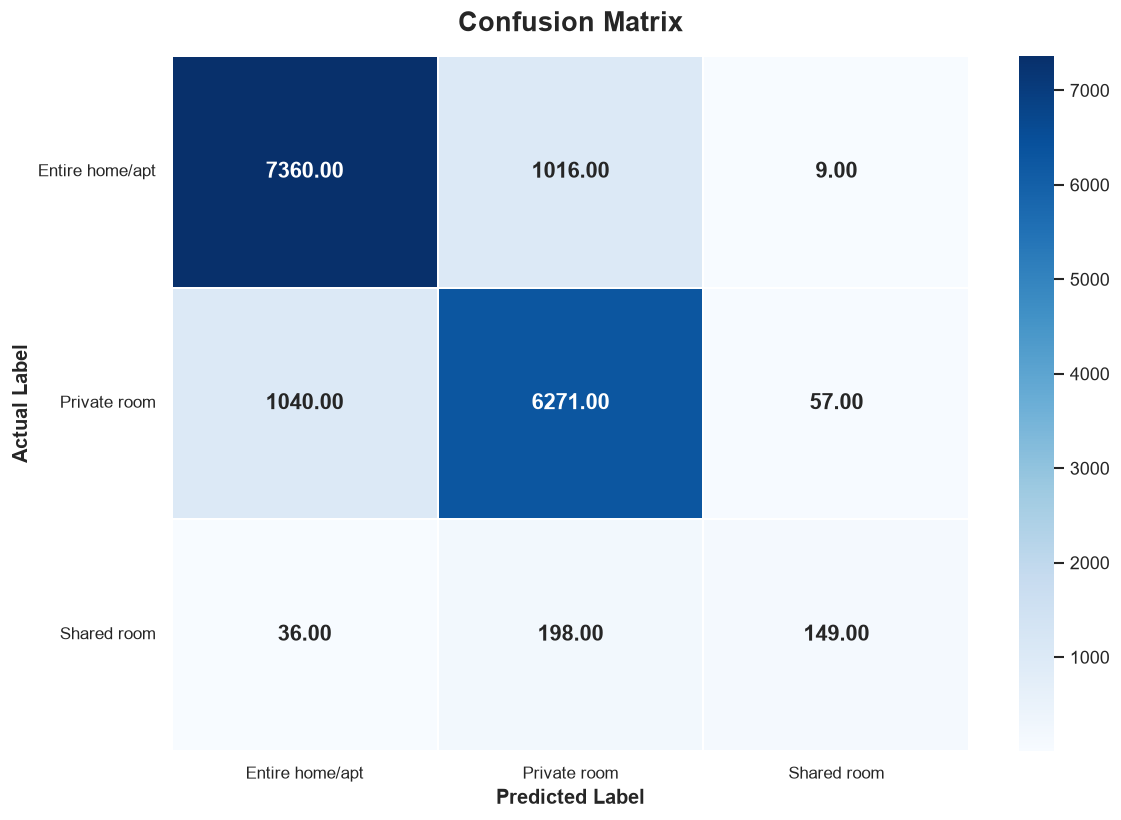 Confusion Matrix
Entire home/apt
7360.00
1016.00
9.00
Private room
1040.00
6271.00
57.00
Shared room
36.00
198.00
149.00
Actual Label
Entire home/apt
Private room
Shared room
Predicted Label
7000
6000
5000
4000
3000
2000
1000